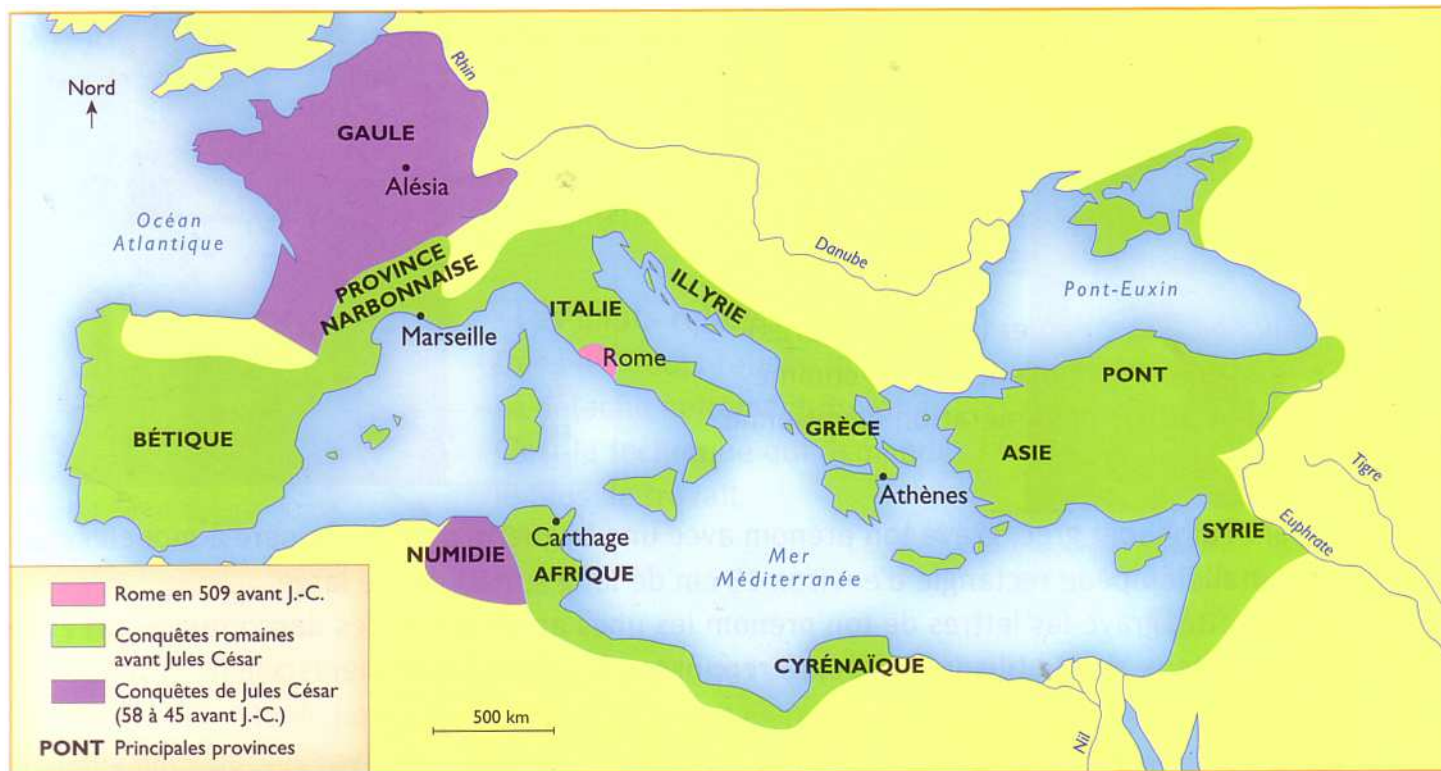 Nord
Rhin
GAULE
Alésia
Océan
Atlantique
Danube
PROVINCE
NARBONNAISE
Marseille
ITALIE
ILLYRIE
Pont-Euxin
Rome
PONT
BÉTIQUE
GRÈCE
ASIE
Athènes
Tigre
Euphrate
SYRIE
NUMIDIE
Carthage
AFRIQUE
Mer
Méditerranée
CYRÉNAÏQUE
Nil
Rome en 509 avant J.-C.
Conquêtes romaines
avant Jules César
Conquêtes de Jules César
(58 à 45 avant J.-C.)
PONT Principales provinces
500 km